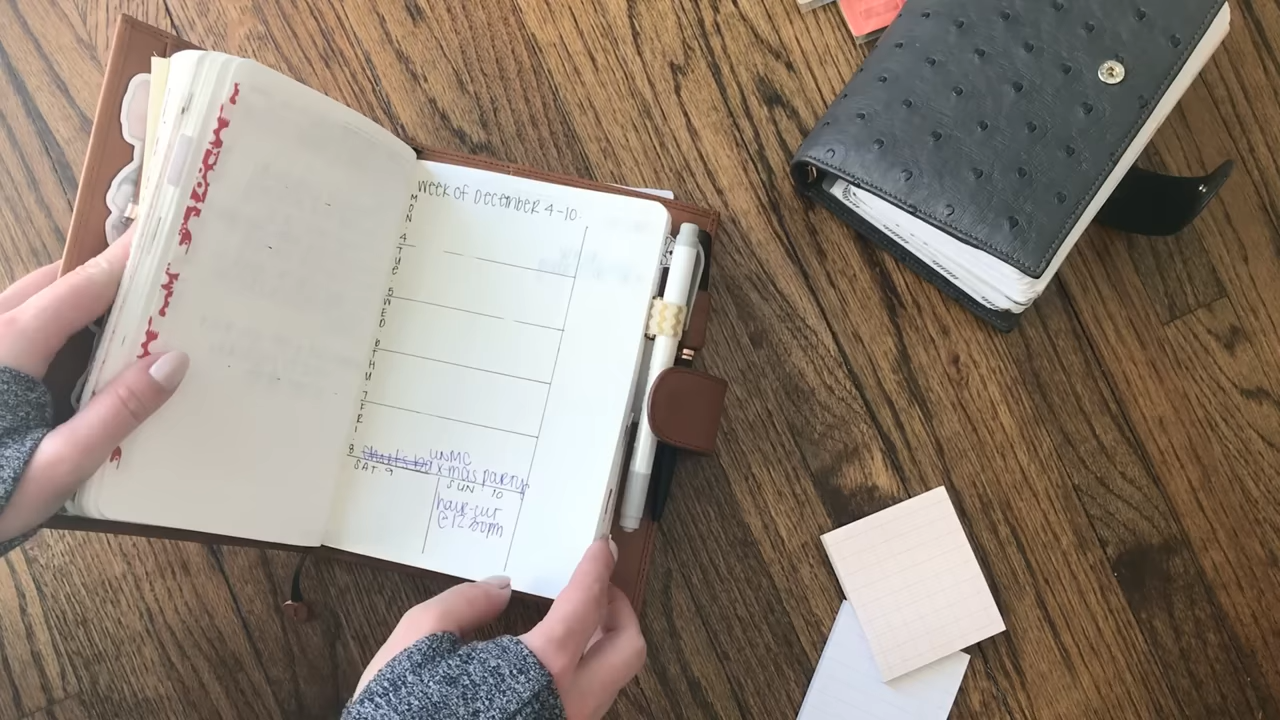 WEEK OF DECEMBER 4-10.
MON. 4
TUE. 5
WED 6
THU. 7
FRI. 8
UNMC
x-mas party
SAT. 9
SUN 10
hair-cut
@ 12:30pm